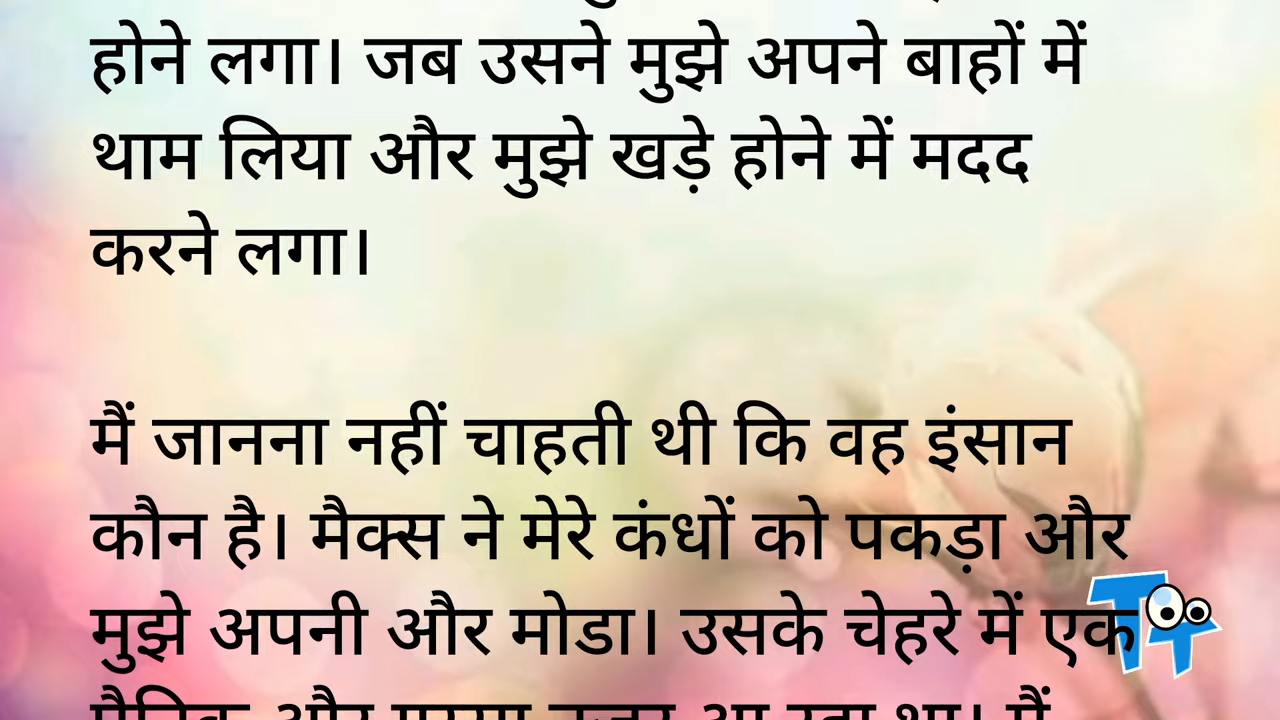 होने लगा। जब उसने मुझे अपने बाहों में
थाम लिया और मुझे खड़े होने में मदद
करने लगा।
मैं जानना नहीं चाहती थी कि वह इंसान
कौन है। मैक्स ने मेरे कंधों को पकड़ा और
मुझे अपनी और मोडा। उसके चेहरे में एक